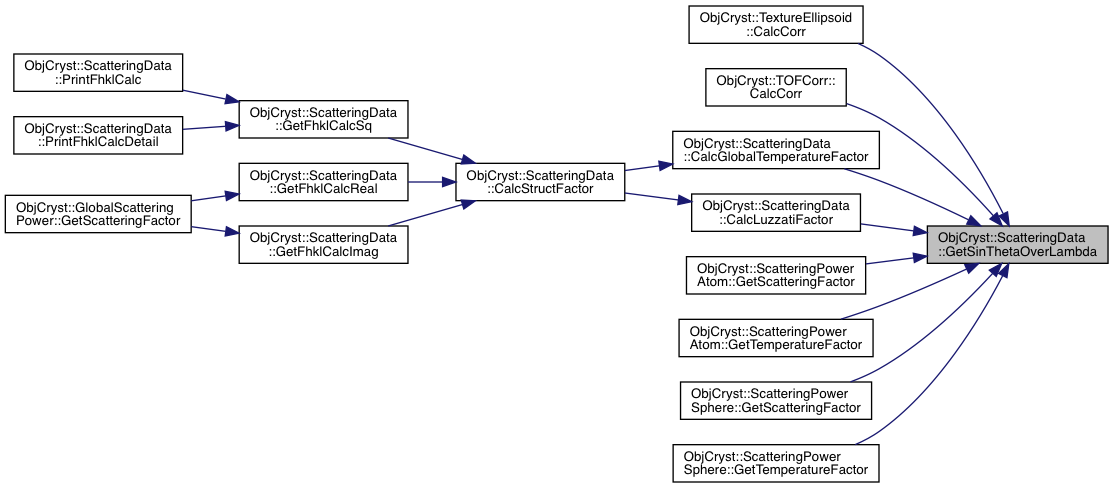 ObjCryst::TextureEllipsoid
::CalcCorr
ObjCryst::ScatteringData
::PrintFhklCalc
ObjCryst::TOFCorr::
CalcCorr
ObjCryst::ScatteringData
::GetFhklCalcSq
ObjCryst::ScatteringData
::PrintFhklCalcDetail
ObjCryst::ScatteringData
::CalcGlobalTemperatureFactor
ObjCryst::ScatteringData
::GetFhklCalcReal
ObjCryst::ScatteringData
::CalcStructFactor
ObjCryst::GlobalScattering
Power::GetScatteringFactor
ObjCryst::ScatteringData
::CalcLuzzatiFactor
ObjCryst::ScatteringData
::GetFhklCalcImag
ObjCryst::ScatteringData
::GetSinThetaOverLambda
ObjCryst::ScatteringPower
Atom::GetScatteringFactor
ObjCryst::ScatteringPower
Atom::GetTemperatureFactor
ObjCryst::ScatteringPower
Sphere::GetScatteringFactor
ObjCryst::ScatteringPower
Sphere::GetTemperatureFactor